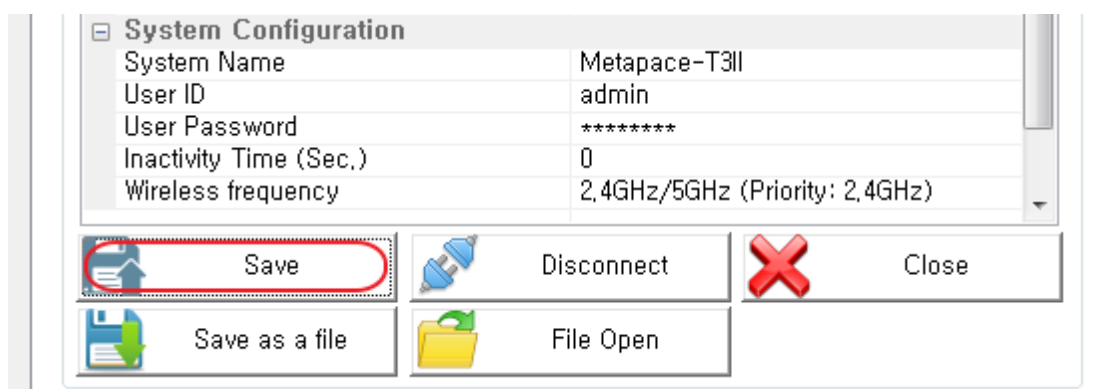 System Configuration
System Name Metapace-T3II
User ID admin
User Password ********
Inactivity Time (Sec,) 0
Wireless frequency 2,4GHz/5GHz (Priority: 2,4GHz)
Save Disconnect Close
Save as a file File Open